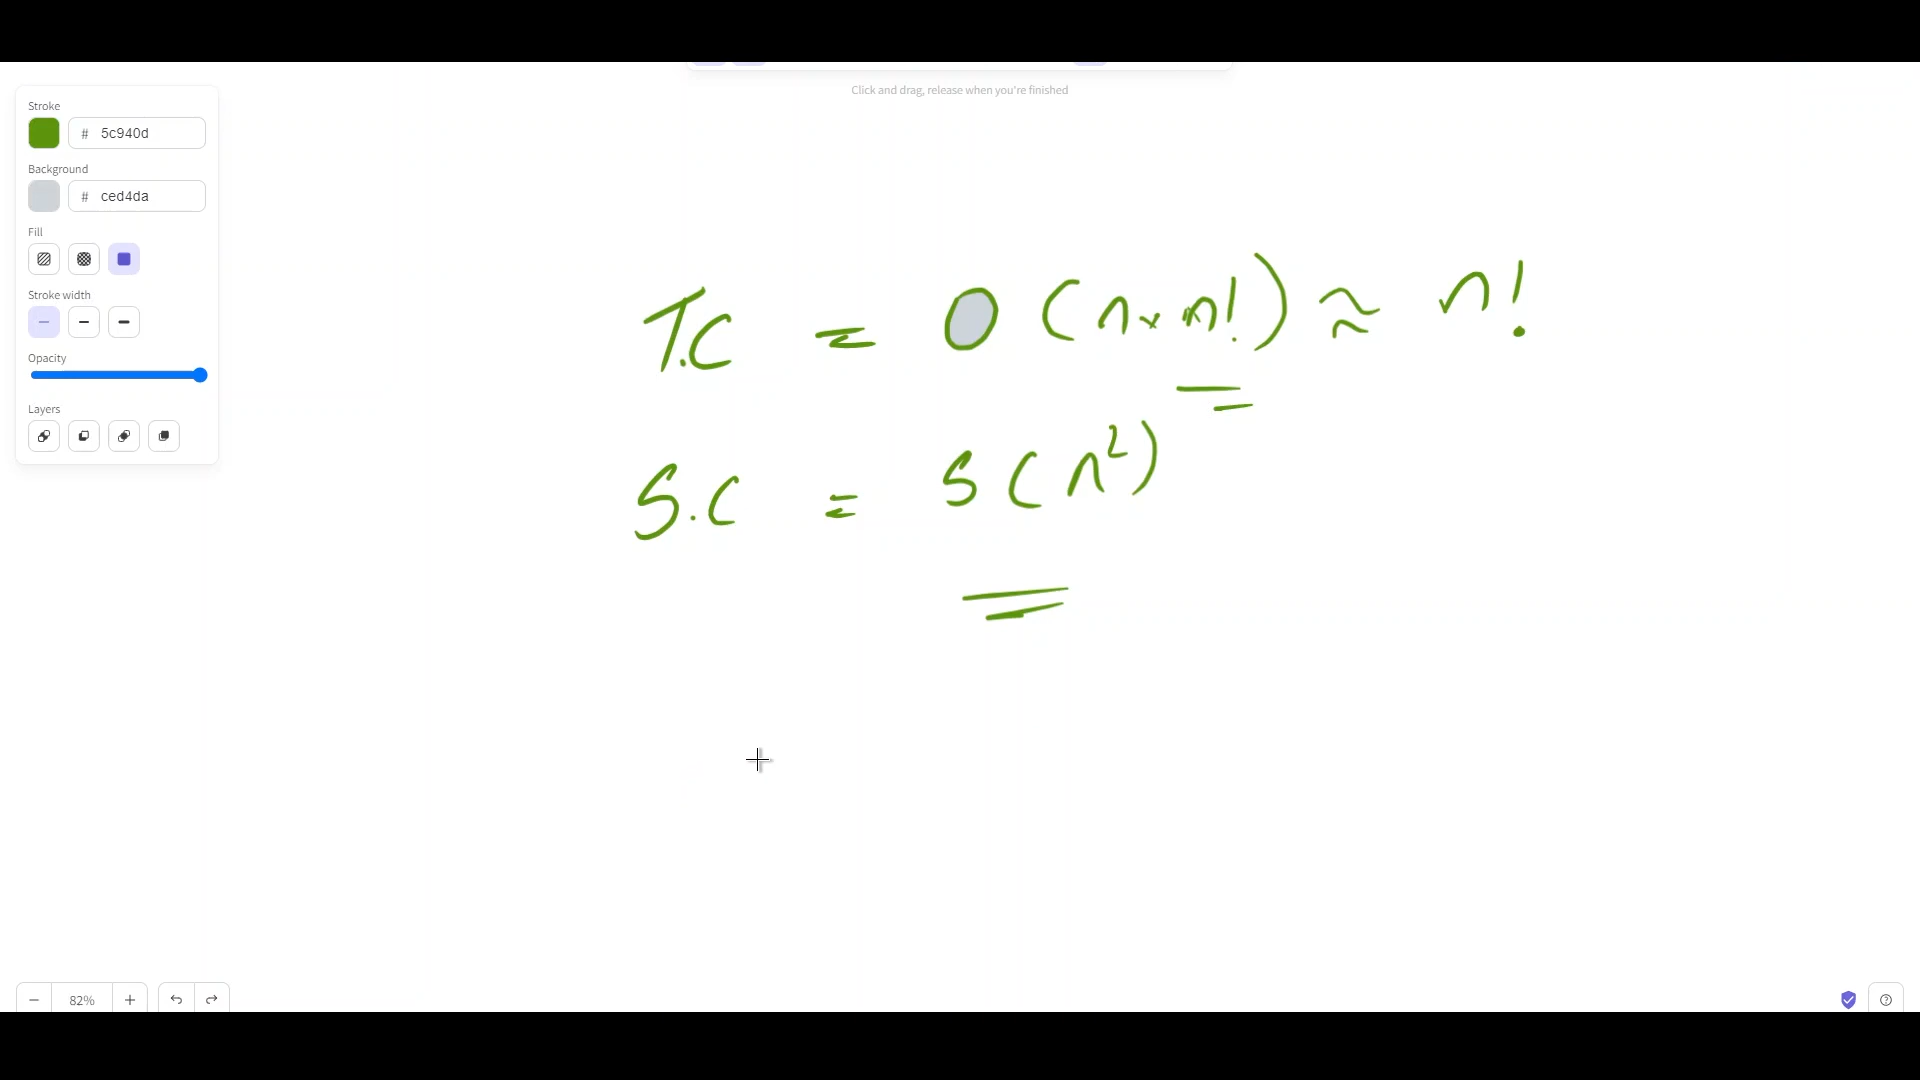 Click and drag, release when you're finished
Stroke
# 5c940d
Background
# ced4da
Fill
Stroke width
Opacity
Layers
T.C = O (n × n!) ≈ n!
S.C = S (n²)
82%